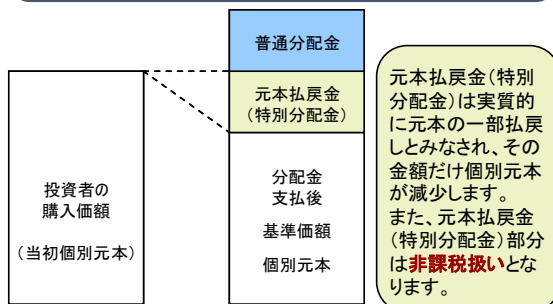 普通分配金
元本払戻金
(特別分配金)
投資者の
購入価額
(当初個別元本)
分配金
支払後
基準価額
個別元本
元本払戻金(特別
分配金)は実質的
に元本の一部払戻
しとみなされ、その
金額だけ個別元本
が減少します。
また、元本払戻金
(特別分配金)部分
は非課税扱いとな
ります。